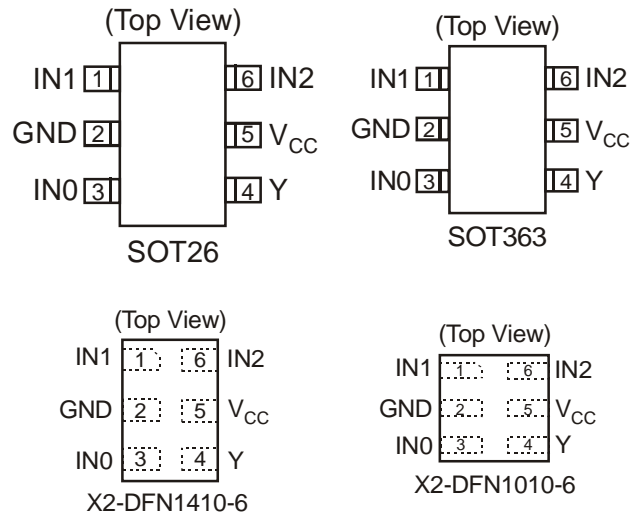 (Top View)
IN1 1 6 IN2
GND 2 5 VCC
IN0 3 4 Y
SOT26
(Top View)
IN1 1 6 IN2
GND 2 5 VCC
IN0 3 4 Y
SOT363
(Top View)
IN1 1 6 IN2
GND 2 5 VCC
IN0 3 4 Y
X2-DFN1410-6
(Top View)
IN1 1 6 IN2
GND 2 5 VCC
IN0 3 4 Y
X2-DFN1010-6